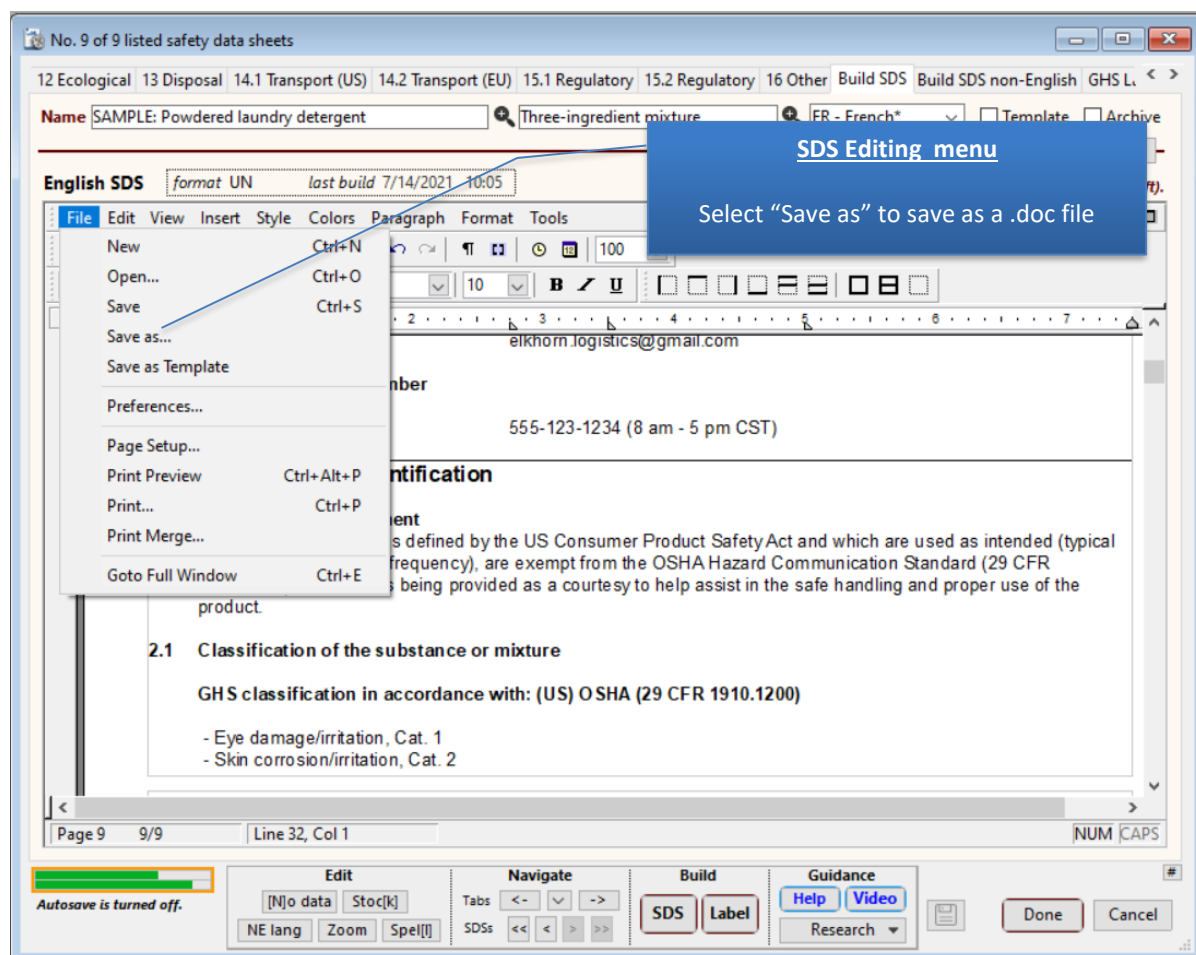 No. 9 of 9 listed safety data sheets
12 Ecological 13 Disposal 14.1 Transport (US) 14.2 Transport (EU) 15.1 Regulatory 15.2 Regulatory 16 Other Build SDS Build SDS non-English GHS
Name SAMPLE: Powdered laundry detergent Three-ingredient mixture FR - French* Template Archive
SDS Editing menu
Select “Save as” to save as a .doc file
English SDS format UN last build 7/14/2021 10:05
File Edit View Insert Style Colors Paragraph Format Tools
New Ctrl+N
Open... Ctrl+O
Save Ctrl+S
Save as...
Save as Template
Preferences...
Page Setup...
Print Preview Ctrl+Alt+P
Print... Ctrl+P
Print Merge...
Goto Full Window Ctrl+E
¶ 100
10 B I U
2 3 4 5 6 7
elkhorn.logistics@gmail.com
555-123-1234 (8 am - 5 pm CST)
s defined by the US Consumer Product Safety Act and which are used as intended (typical
frequency), are exempt from the OSHA Hazard Communication Standard (29 CFR
being provided as a courtesy to help assist in the safe handling and proper use of the
product.
2.1 Classification of the substance or mixture
GHS classification in accordance with: (US) OSHA (29 CFR 1910.1200)
- Eye damage/irritation, Cat. 1
- Skin corrosion/irritation, Cat. 2
Page 9 9/9 Line 32, Col 1 NUM CAPS
Autosave is turned off.
Edit
[N]o data Stoc[k]
NE lang Zoom Spel[l]
Navigate
Tabs <- ->
SDSs << < > >>
Build
SDS Label
Guidance
Help Video
Research
#
Done Cancel